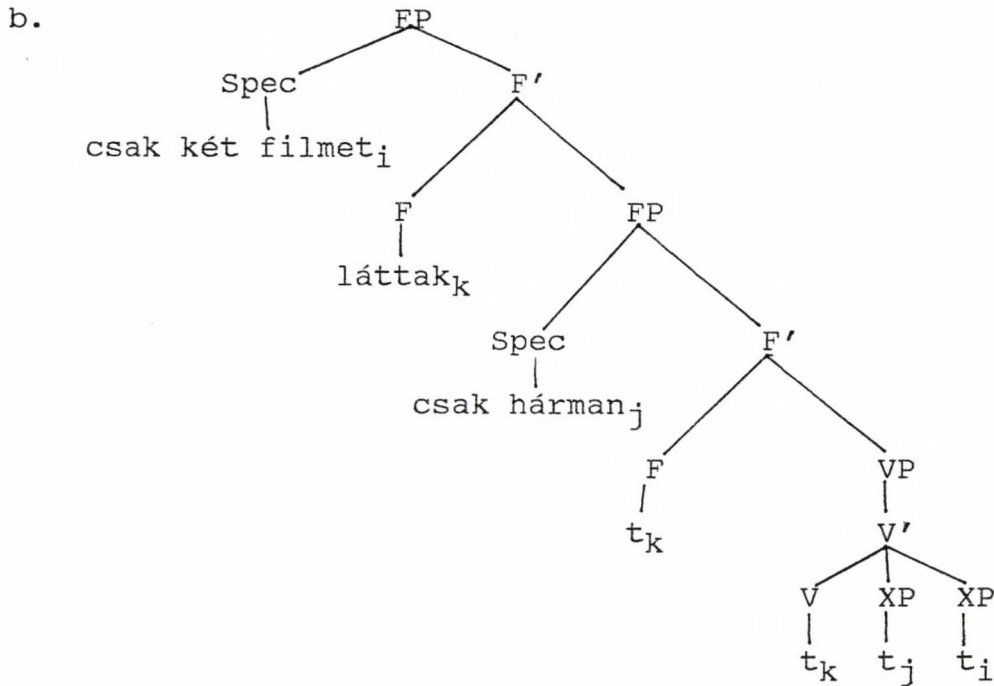 b.
FP
Spec F'
csak két filmet_i
F FP
láttak_k
Spec F'
csak hárman_j
F VP
t_k
V'
V XP XP
t_k t_j t_i